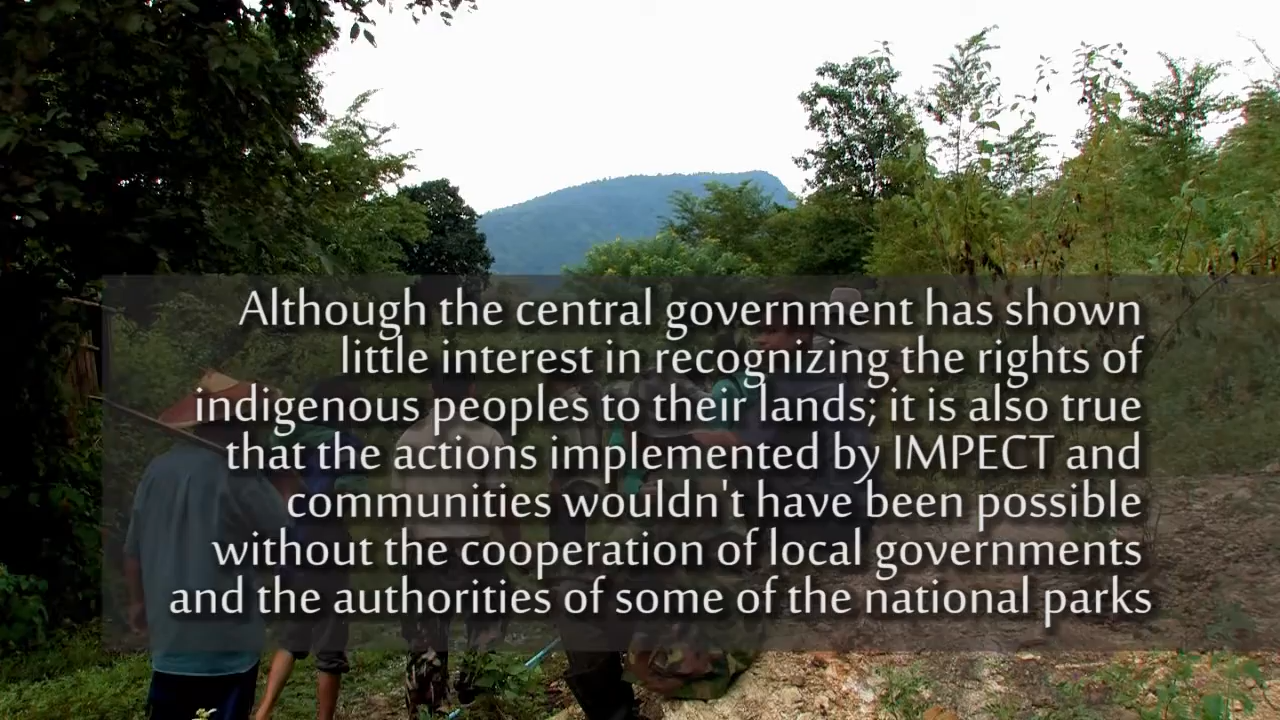 Although the central government has shown
little interest in recognizing the rights of
indigenous peoples to their lands; it is also true
that the actions implemented by IMPECT and
communities wouldn't have been possible
without the cooperation of local governments
and the authorities of some of the national parks